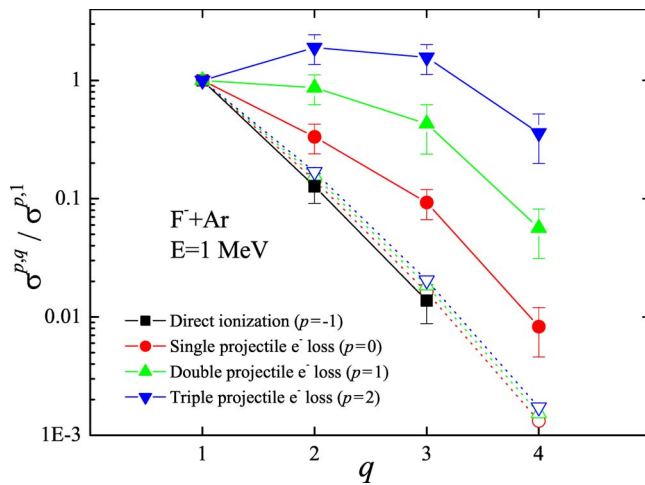 1
0.1
0.01
1E-3
σ^{p,q} / σ^{p,1}
F⁻+Ar
E=1 MeV
Direct ionization (p=-1)
Single projectile e⁻ loss (p=0)
Double projectile e⁻ loss (p=1)
Triple projectile e⁻ loss (p=2)
1 2 3 4
q